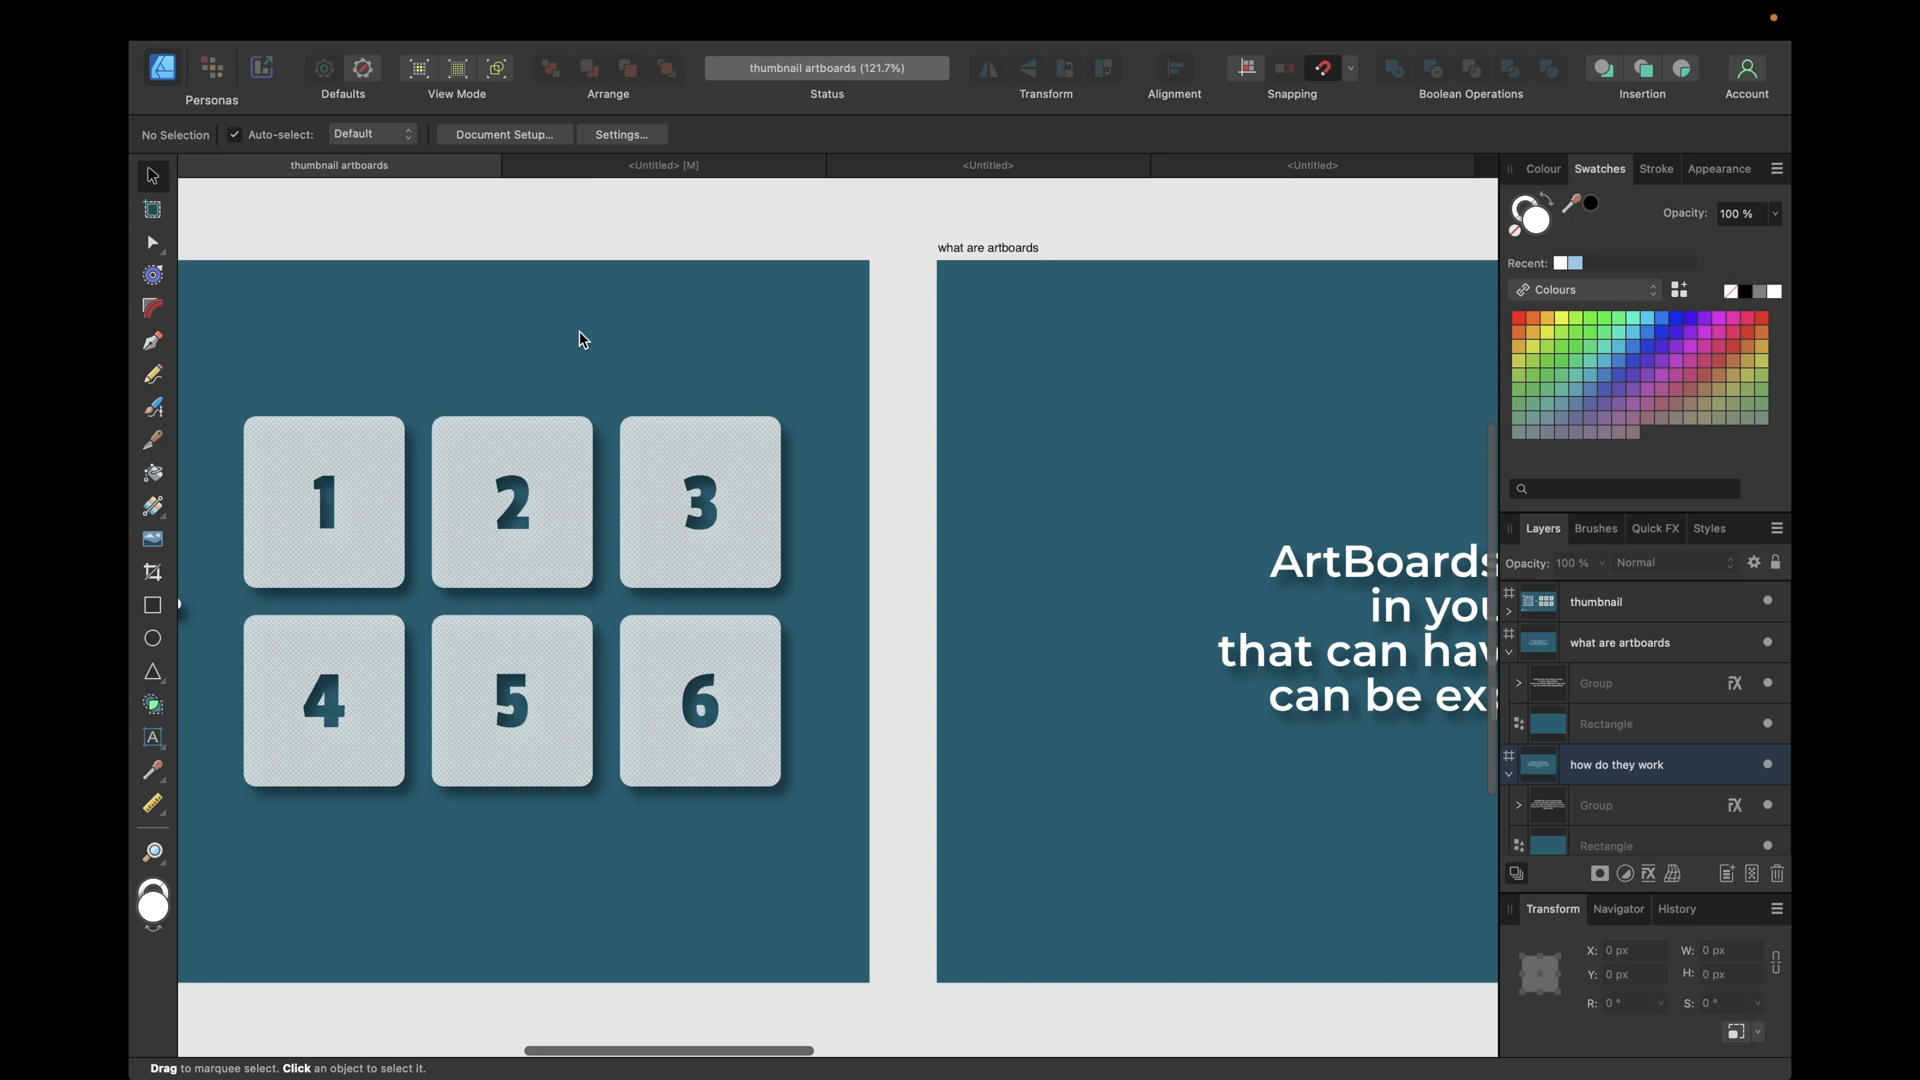 thumbnail artboards (121.7%)
Personas
Defaults
View Mode
Arrange
Status
Transform
Alignment
Snapping
Boolean Operations
Insertion
Account
No Selection
Auto-select:
Default
Document Setup...
Settings...
thumbnail artboards
<Untitled> [M]
<Untitled>
<Untitled>
Colour
Swatches
Stroke
Appearance
Opacity:
100 %
Recent:
Colours
what are artboards
1
2
3
4
5
6
ArtBoards
in you
that can hav
can be exp
Layers
Brushes
Quick FX
Styles
Opacity: 100 %
Normal
thumbnail
what are artboards
Group
Rectangle
how do they work
Group
Rectangle
Transform
Navigator
History
X: 0 px
W: 0 px
Y: 0 px
H: 0 px
R: 0 °
S: 0 °
Drag to marquee select. Click an object to select it.